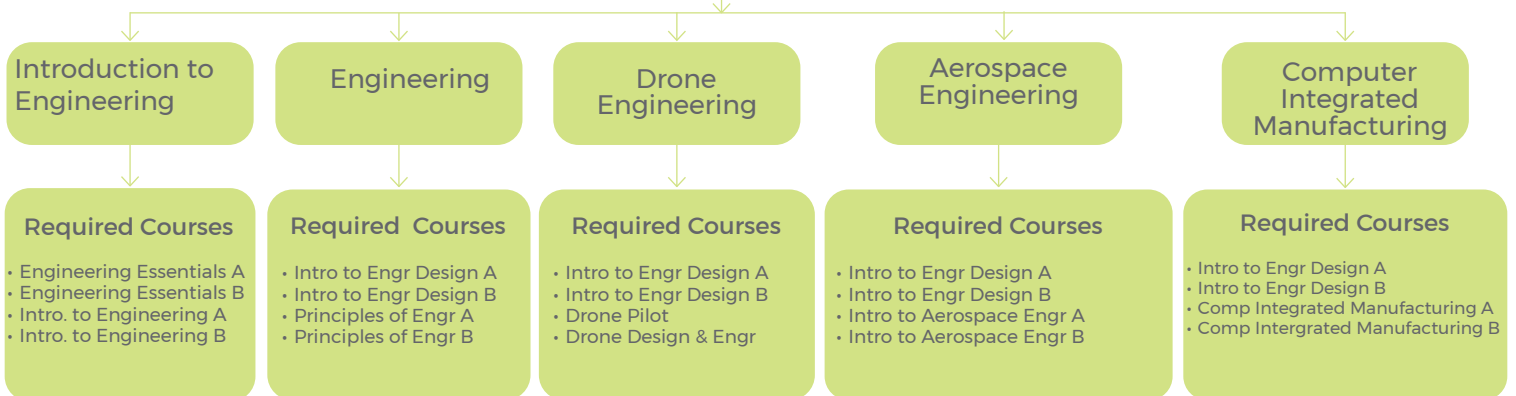 Introduction to
Engineering
Engineering
Drone
Engineering
Aerospace
Engineering
Computer
Integrated
Manufacturing
Required Courses
• Engineering Essentials A
• Engineering Essentials B
• Intro. to Engineering A
• Intro. to Engineering B
Required Courses
• Intro to Engr Design A
• Intro to Engr Design B
• Principles of Engr A
• Principles of Engr B
Required Courses
• Intro to Engr Design A
• Intro to Engr Design B
• Drone Pilot
• Drone Design & Engr
Required Courses
• Intro to Engr Design A
• Intro to Engr Design B
• Intro to Aerospace Engr A
• Intro to Aerospace Engr B
Required Courses
• Intro to Engr Design A
• Intro to Engr Design B
• Comp Integrated Manufacturing A
• Comp Intergrated Manufacturing B